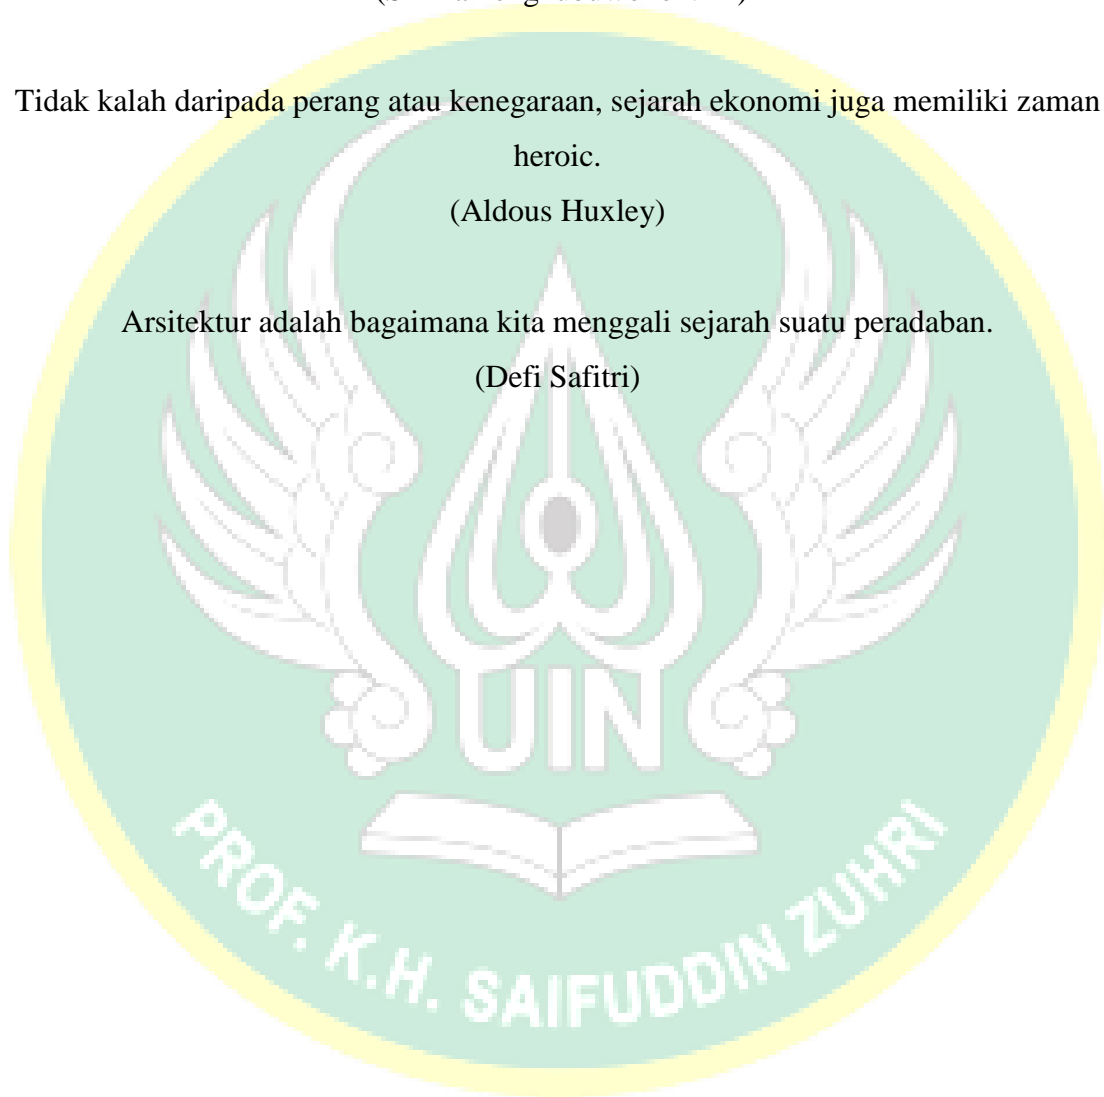 Tidak kalah daripada perang atau kenegaraan, sejarah ekonomi juga memiliki zaman
heroic.
(Aldous Huxley)
Arsitektur adalah bagaimana kita menggali sejarah suatu peradaban.
(Defi Safitri)
UIN
PROF. K.H. SAIFUDDIN ZUHRI